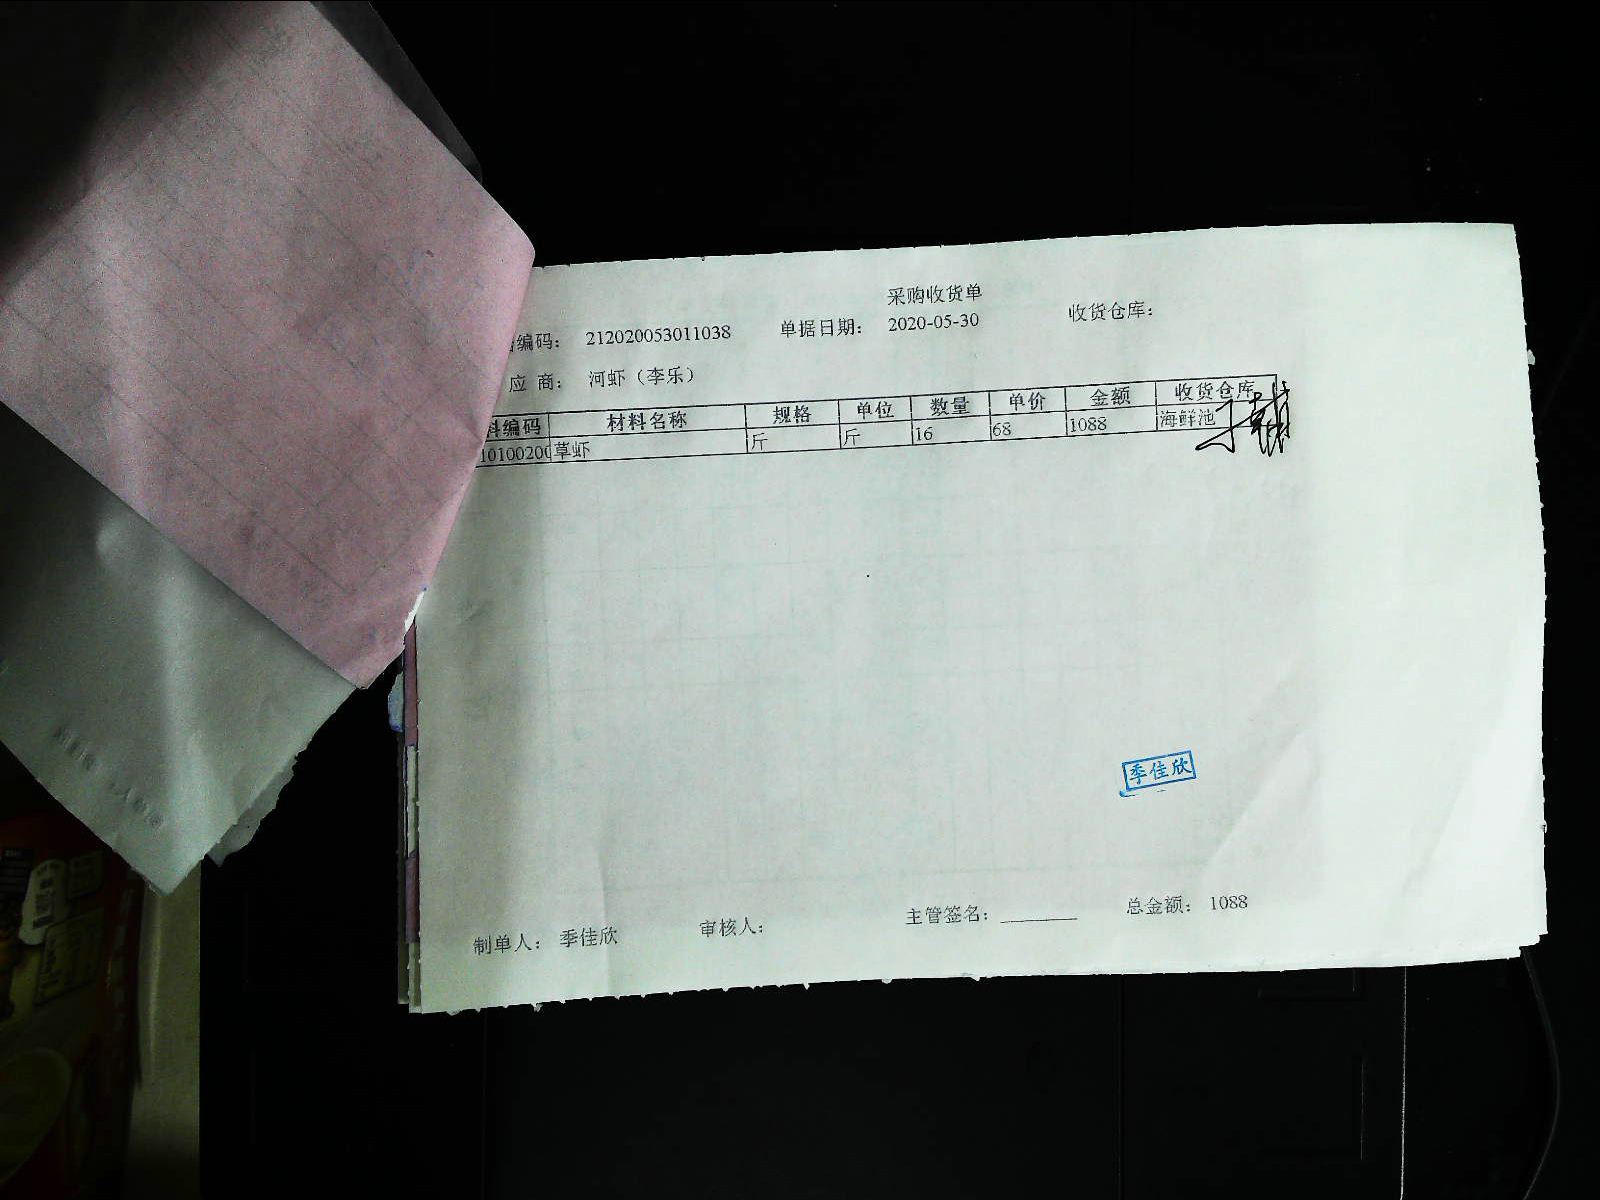 采购收货单
编码： 212020053011038 单据日期： 2020-05-30 收货仓库：
应 商： 河虾（李乐）
料编码 材料名称 规格 单位 数量 单价 金额 收货仓库
1010020 草虾 斤 斤 16 68 1088 海鲜池
季佳欣
制单人： 季佳欣 审核人： 主管签名： 总金额： 1088